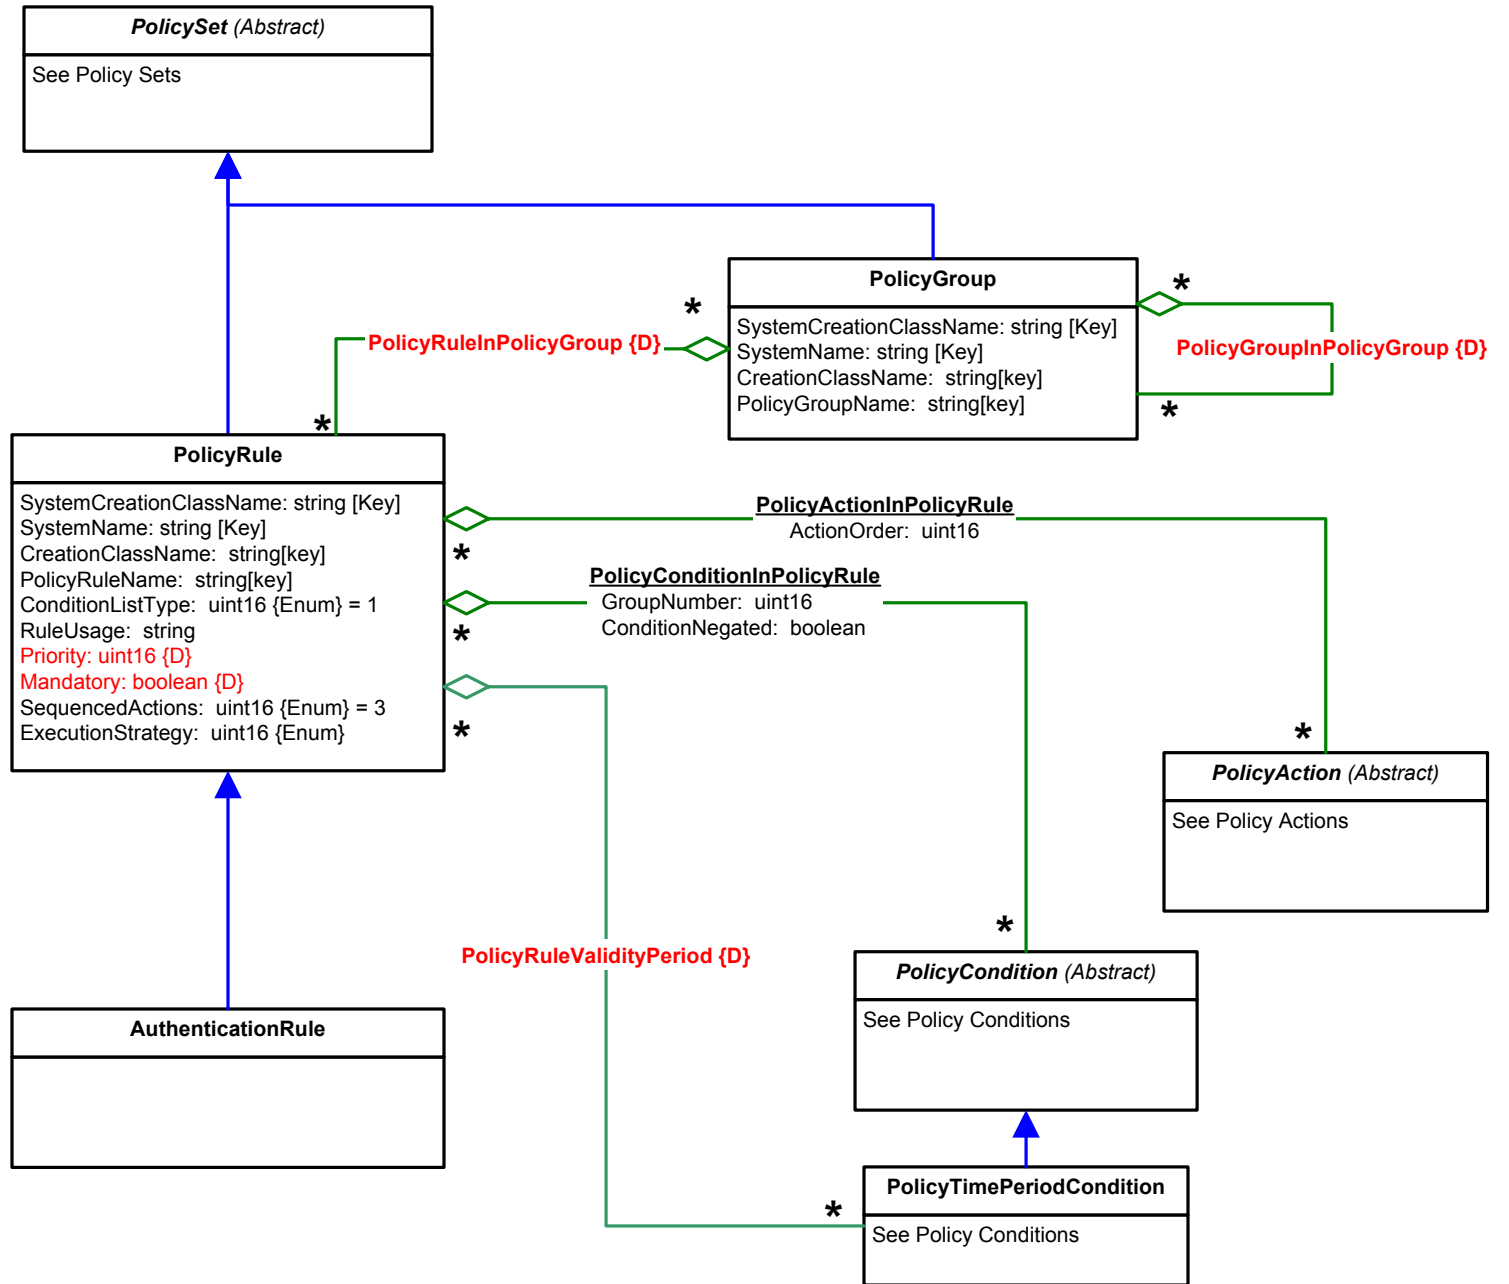 PolicySet (Abstract)
See Policy Sets
PolicyGroup
SystemCreationClassName: string [Key]
SystemName: string [Key]
CreationClassName:  string[key]
PolicyGroupName:  string[key]
*
*
PolicyGroupInPolicyGroup {D}
*
PolicyRuleInPolicyGroup {D}
*
PolicyRule
SystemCreationClassName: string [Key]
SystemName: string [Key]
CreationClassName:  string[key]
PolicyRuleName:  string[key]
ConditionListType:  uint16 {Enum} = 1
RuleUsage:  string
Priority: uint16 {D}
Mandatory: boolean {D}
SequencedActions:  uint16 {Enum} = 3
ExecutionStrategy:  uint16 {Enum}
PolicyActionInPolicyRule
ActionOrder:  uint16
*
PolicyConditionInPolicyRule
GroupNumber:  uint16
ConditionNegated:  boolean
*
*
*
PolicyAction (Abstract)
See Policy Actions
*
PolicyRuleValidityPeriod {D}
PolicyCondition (Abstract)
See Policy Conditions
AuthenticationRule
PolicyTimePeriodCondition
See Policy Conditions
*